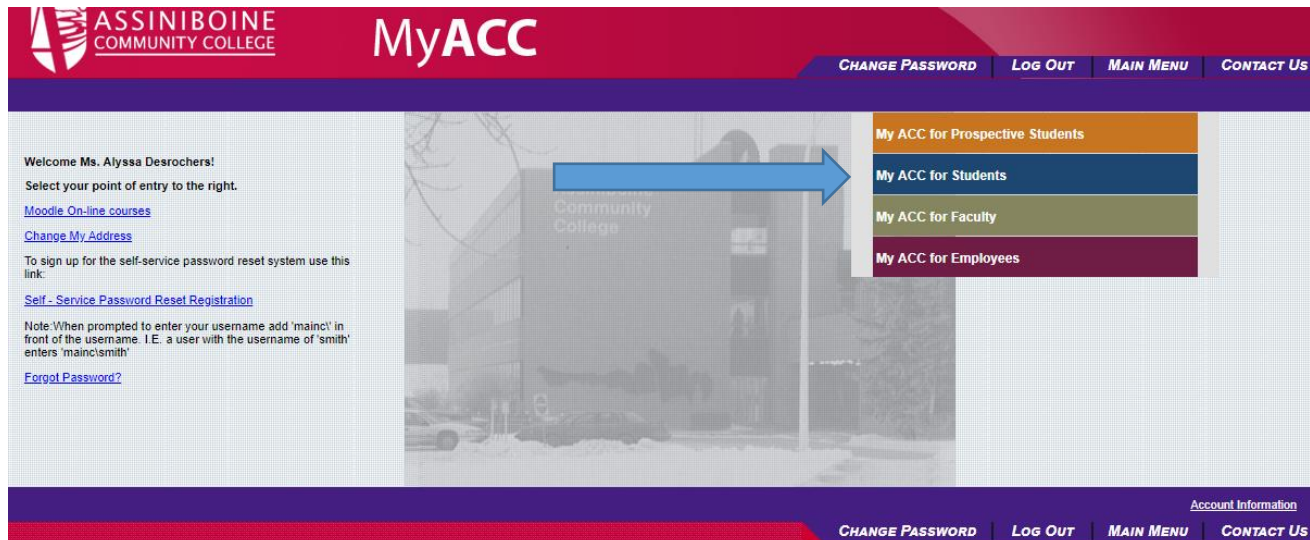 ASSINIBOINE
COMMUNITY COLLEGE
MyACC
CHANGE PASSWORD
LOG OUT
MAIN MENU
CONTACT US
Welcome Ms. Alyssa Desrochers!
Select your point of entry to the right.
Moodle On-line courses
Change My Address
To sign up for the self-service password reset system use this
link:
Self - Service Password Reset Registration
Note:When prompted to enter your username add 'mainc\' in
front of the username. I.E. a user with the username of 'smith'
enters 'mainc\smith'
Forgot Password?
Community
College
My ACC for Prospective Students
My ACC for Students
My ACC for Faculty
My ACC for Employees
Account Information
CHANGE PASSWORD
LOG OUT
MAIN MENU
CONTACT US